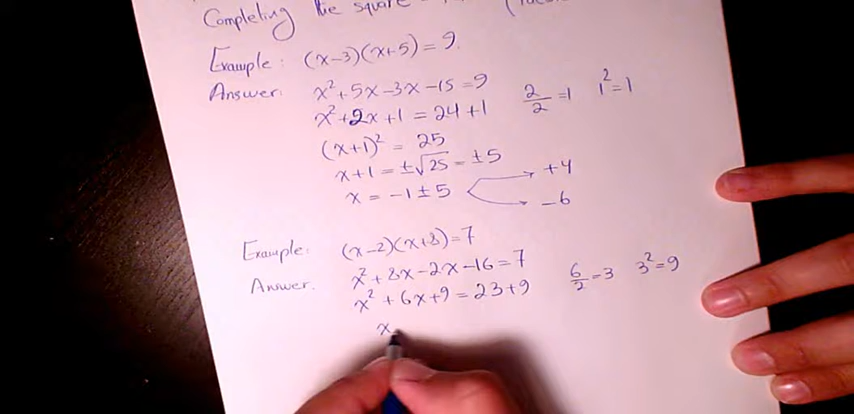 Completing the square
Example: (x-3)(x+5) = 9.
Answer: x²+5x-3x-15 = 9
x²+2x+1 = 24+1 2/2=1 1²=1
(x+1)² = 25
x+1 = ±√25 = ±5
x = -1±5 +4
-6
Example: (x-2)(x+8)=7
Answer. x²+8x-2x-16=7
x²+6x+9=23+9 6/2=3 3²=9
x